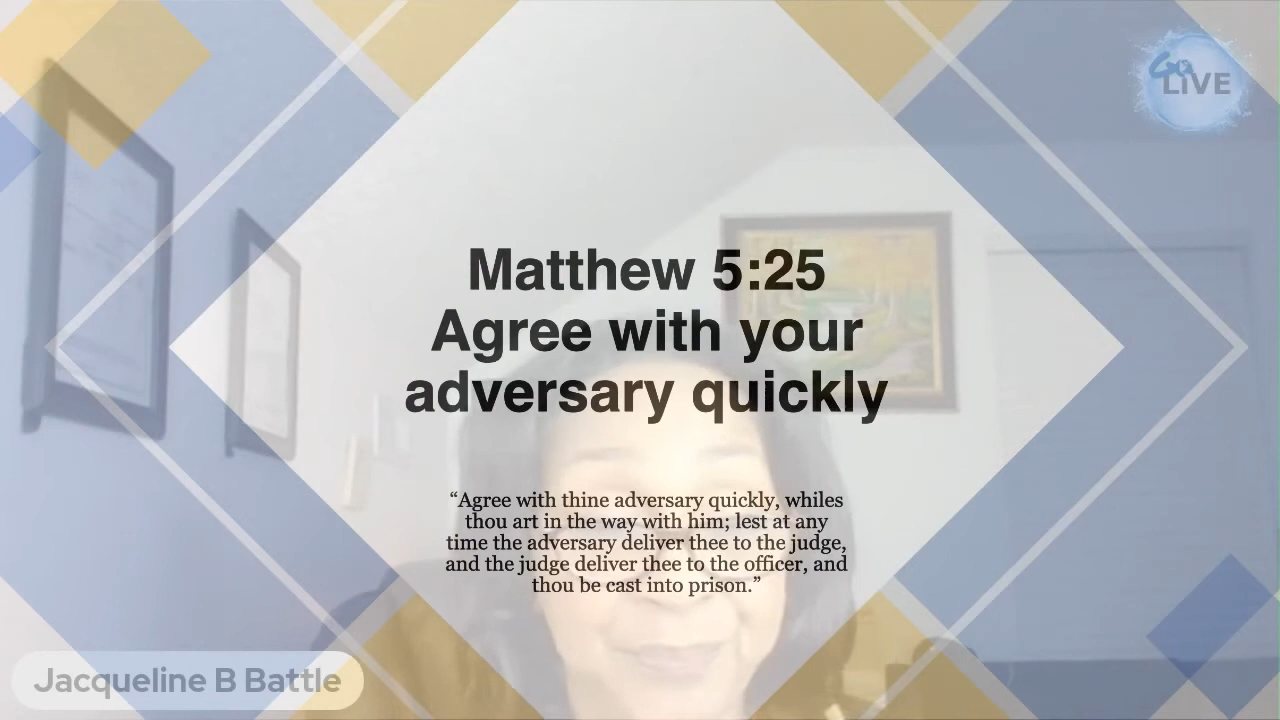 Go
LIVE
Matthew 5:25
Agree with your
adversary quickly
“Agree with thine adversary quickly, whiles
thou art in the way with him; lest at any
time the adversary deliver thee to the judge,
and the judge deliver thee to the officer, and
thou be cast into prison.”
Jacqueline B Battle